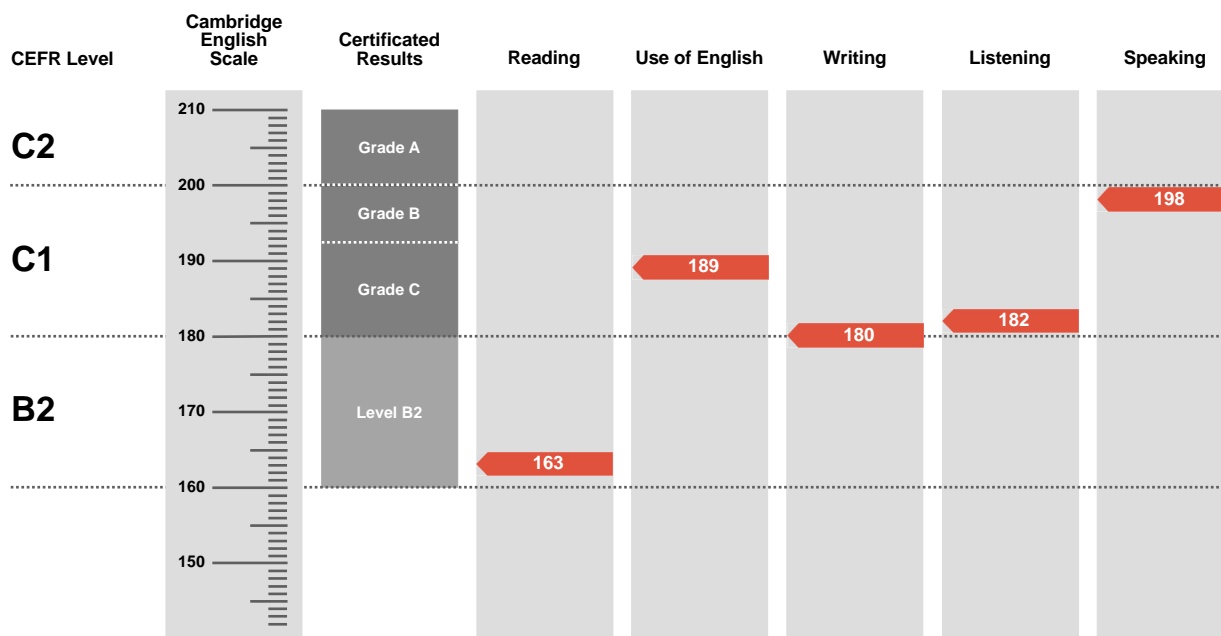 CEFR Level
Cambridge
English
Scale
Certificated
Results
Reading
Use of English
Writing
Listening
Speaking
210
C2
Grade A
200
198
Grade B
C1
190
189
Grade C
182
180
180
B2
170
Level B2
163
160
150